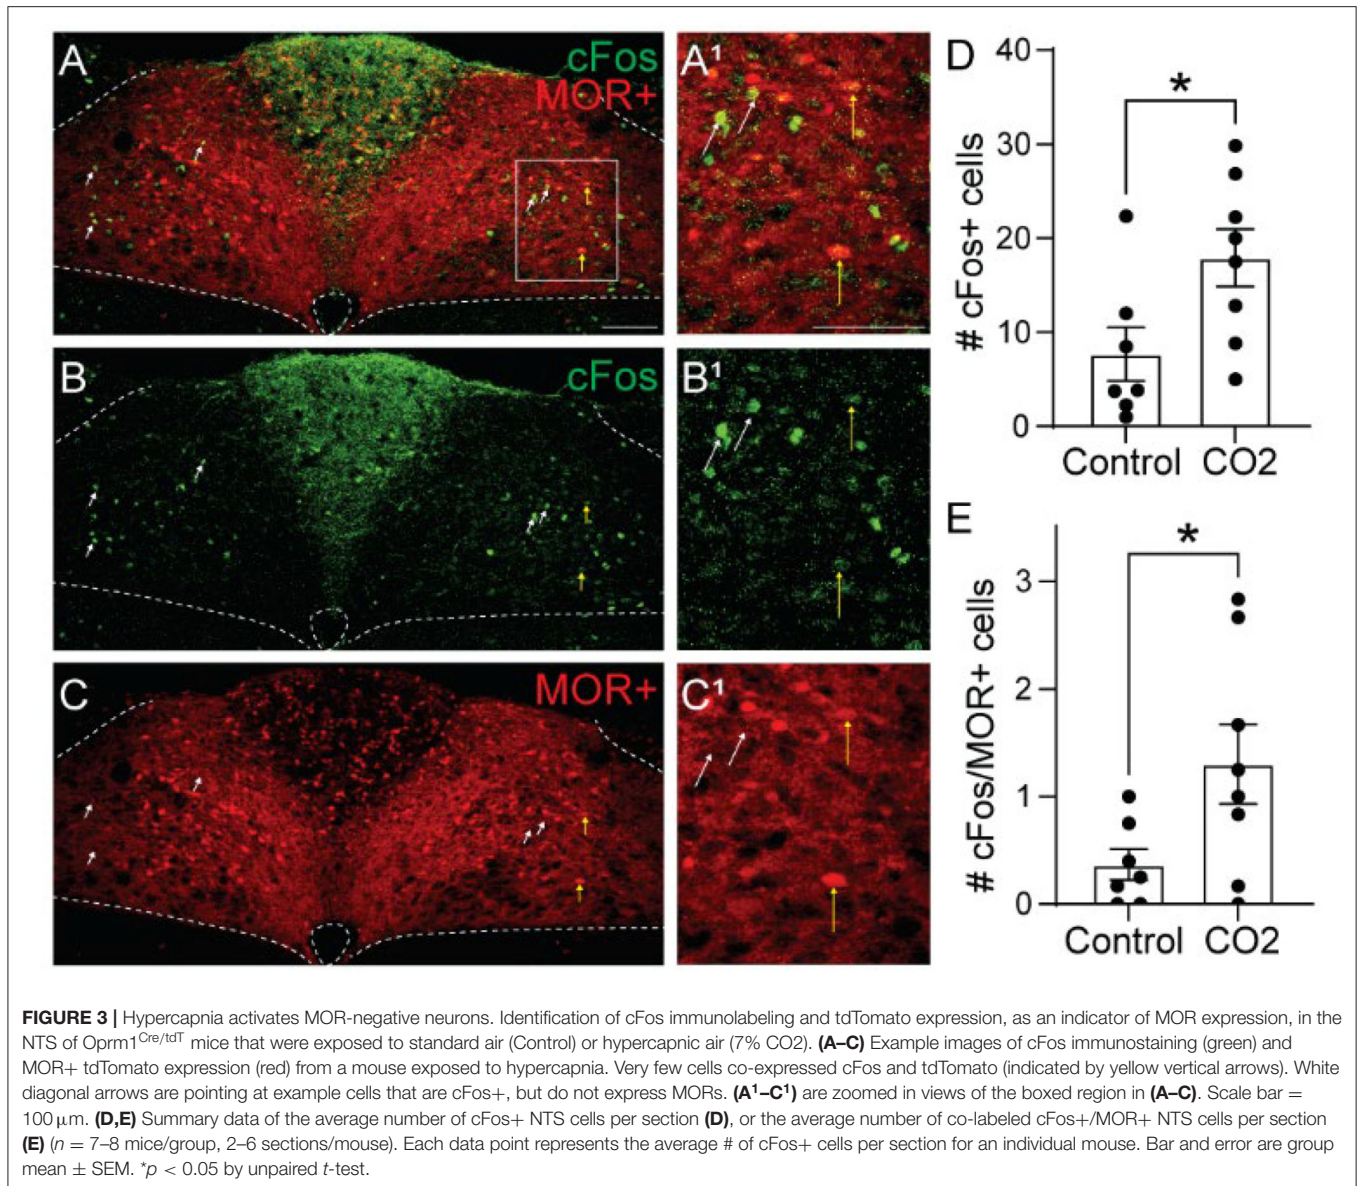 A
cFos
MOR+
A¹
B
cFos
B¹
C
MOR+
C¹
D
# cFos+ cells
40
30
20
10
0
*
Control
CO2
E
# cFos/MOR+ cells
3
2
1
0
*
Control
CO2
FIGURE 3 | Hypercapnia activates MOR-negative neurons. Identification of cFos immunolabeling and tdTomato expression, as an indicator of MOR expression, in the
NTS of Oprm1^Cre/tdT mice that were exposed to standard air (Control) or hypercapnic air (7% CO2). (A–C) Example images of cFos immunostaining (green) and
MOR+ tdTomato expression (red) from a mouse exposed to hypercapnia. Very few cells co-expressed cFos and tdTomato (indicated by yellow vertical arrows). White
diagonal arrows are pointing at example cells that are cFos+, but do not express MORs. (A¹–C¹) are zoomed in views of the boxed region in (A–C). Scale bar =
100 μm. (D,E) Summary data of the average number of cFos+ NTS cells per section (D), or the average number of co-labeled cFos+/MOR+ NTS cells per section
(E) (n = 7–8 mice/group, 2–6 sections/mouse). Each data point represents the average # of cFos+ cells per section for an individual mouse. Bar and error are group
mean ± SEM. *p < 0.05 by unpaired t-test.